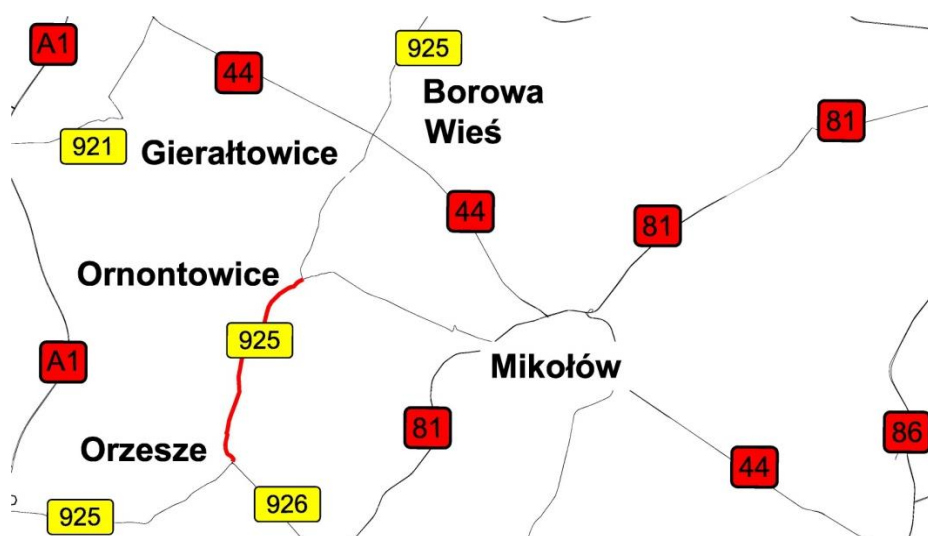 A1
925
44
Borowa
Wieś
81
921
Gierałtowice
44
81
Ornontowice
925
A1
Mikołów
81
86
Orzesze
44
925
926